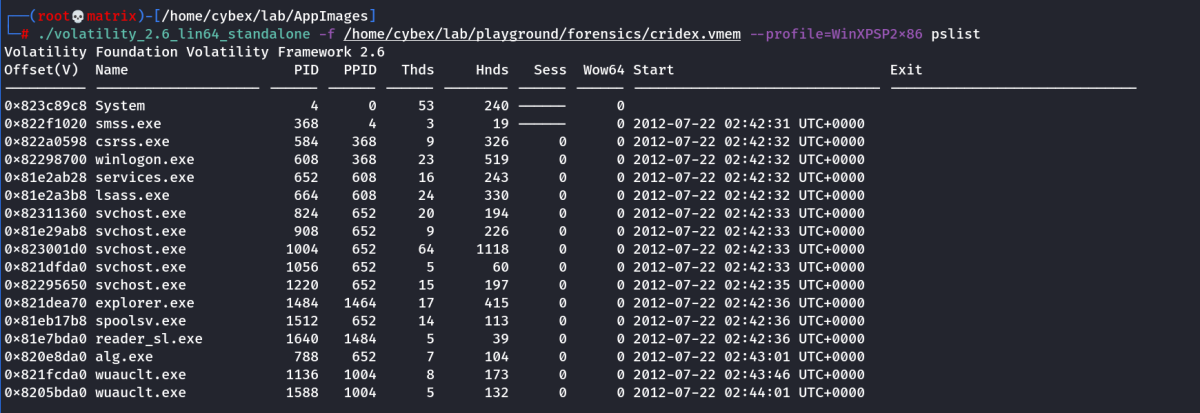 ┌──(root💀matrix)-[/home/cybex/lab/AppImages]
└─# ./volatility_2.6_lin64_standalone -f /home/cybex/lab/playground/forensics/cridex.vmem --profile=WinXPSP2×86 pslist
Volatility Foundation Volatility Framework 2.6
Offset(V) Name PID PPID Thds Hnds Sess Wow64 Start Exit
0×823c89c8 System 4 0 53 240 ------ 0
0×822f1020 smss.exe 368 4 3 19 ------ 0 2012-07-22 02:42:31 UTC+0000
0×822a0598 csrss.exe 584 368 9 326 0 0 2012-07-22 02:42:32 UTC+0000
0×82298700 winlogon.exe 608 368 23 519 0 0 2012-07-22 02:42:32 UTC+0000
0×81e2ab28 services.exe 652 608 16 243 0 0 2012-07-22 02:42:32 UTC+0000
0×81e2a3b8 lsass.exe 664 608 24 330 0 0 2012-07-22 02:42:32 UTC+0000
0×82311360 svchost.exe 824 652 20 194 0 0 2012-07-22 02:42:33 UTC+0000
0×81e29ab8 svchost.exe 908 652 9 226 0 0 2012-07-22 02:42:33 UTC+0000
0×823001d0 svchost.exe 1004 652 64 1118 0 0 2012-07-22 02:42:33 UTC+0000
0×821dfda0 svchost.exe 1056 652 5 60 0 0 2012-07-22 02:42:33 UTC+0000
0×82295650 svchost.exe 1220 652 15 197 0 0 2012-07-22 02:42:35 UTC+0000
0×821dea70 explorer.exe 1484 1464 17 415 0 0 2012-07-22 02:42:36 UTC+0000
0×81eb17b8 spoolsv.exe 1512 652 14 113 0 0 2012-07-22 02:42:36 UTC+0000
0×81e7bda0 reader_sl.exe 1640 1484 5 39 0 0 2012-07-22 02:42:36 UTC+0000
0×820e8da0 alg.exe 788 652 7 104 0 0 2012-07-22 02:43:01 UTC+0000
0×821fcda0 wuauclt.exe 1136 1004 8 173 0 0 2012-07-22 02:43:46 UTC+0000
0×8205bda0 wuauclt.exe 1588 1004 5 132 0 0 2012-07-22 02:44:01 UTC+0000